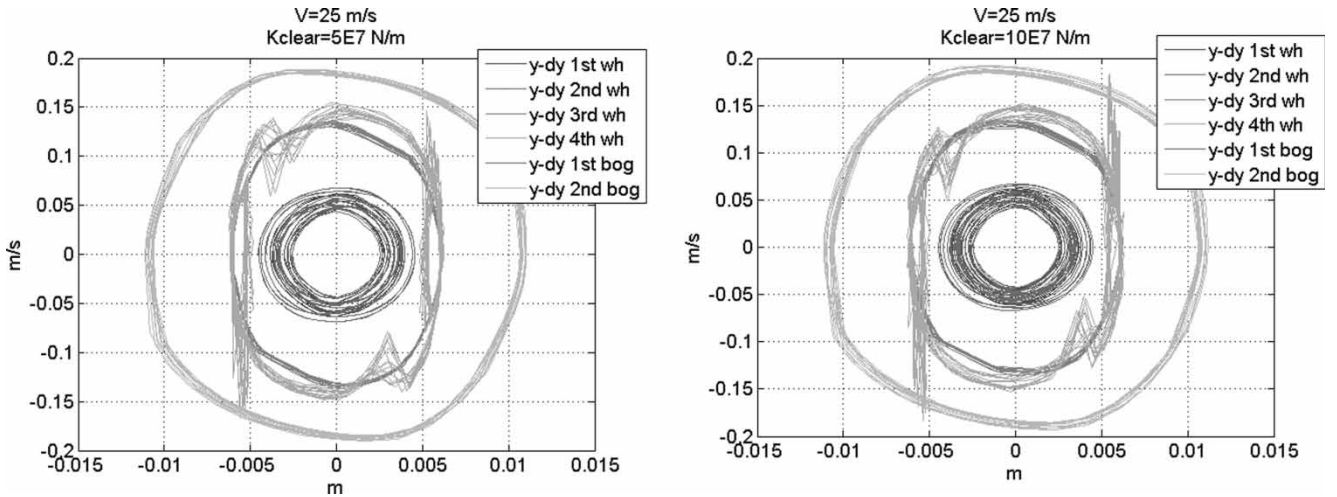 V=25 m/s
Kclear=5E7 N/m
0.2
0.15
0.1
0.05
0
-0.05
-0.1
-0.15
-0.2
m/s
-0.015
-0.01
-0.005
0
0.005
0.01
0.015
m
y-dy 1st wh
y-dy 2nd wh
y-dy 3rd wh
y-dy 4th wh
y-dy 1st bog
y-dy 2nd bog
V=25 m/s
Kclear=10E7 N/m
0.2
0.15
0.1
0.05
0
-0.05
-0.1
-0.15
-0.2
m/s
-0.015
-0.01
-0.005
0
0.005
0.01
0.015
m
y-dy 1st wh
y-dy 2nd wh
y-dy 3rd wh
y-dy 4th wh
y-dy 1st bog
y-dy 2nd bog